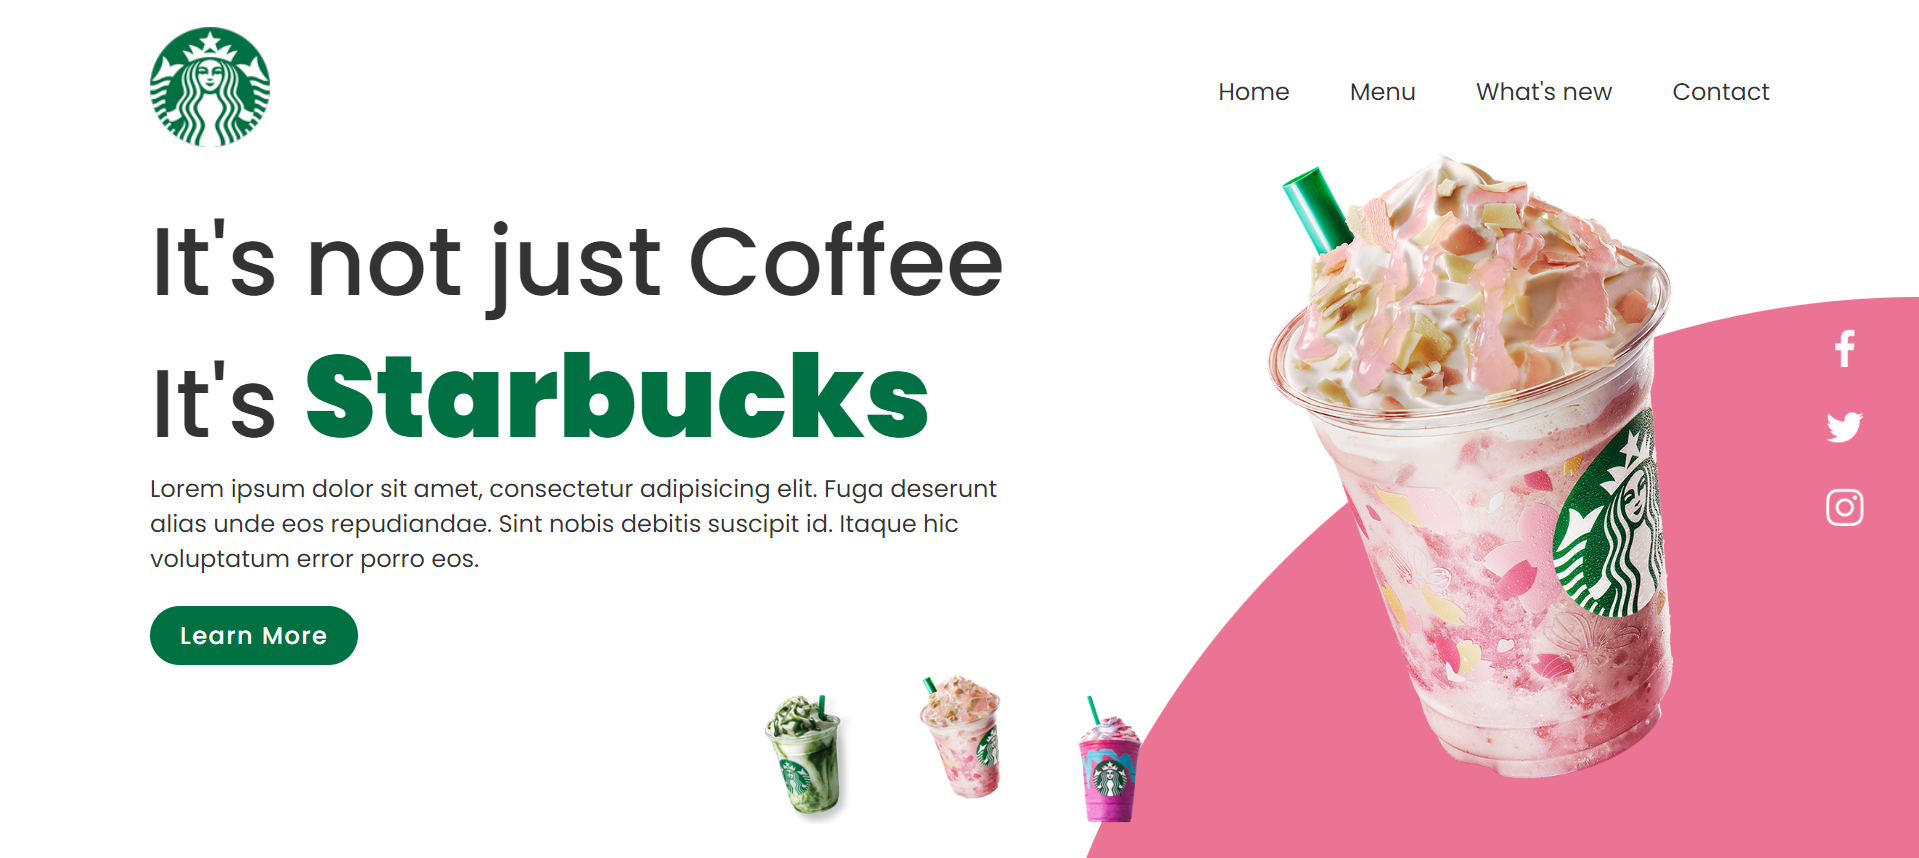 Home Menu What's new Contact
It's not just Coffee
It's Starbucks
Lorem ipsum dolor sit amet, consectetur adipisicing elit. Fuga deserunt
alias unde eos repudiandae. Sint nobis debitis suscipit id. Itaque hic
voluptatum error porro eos.
Learn More